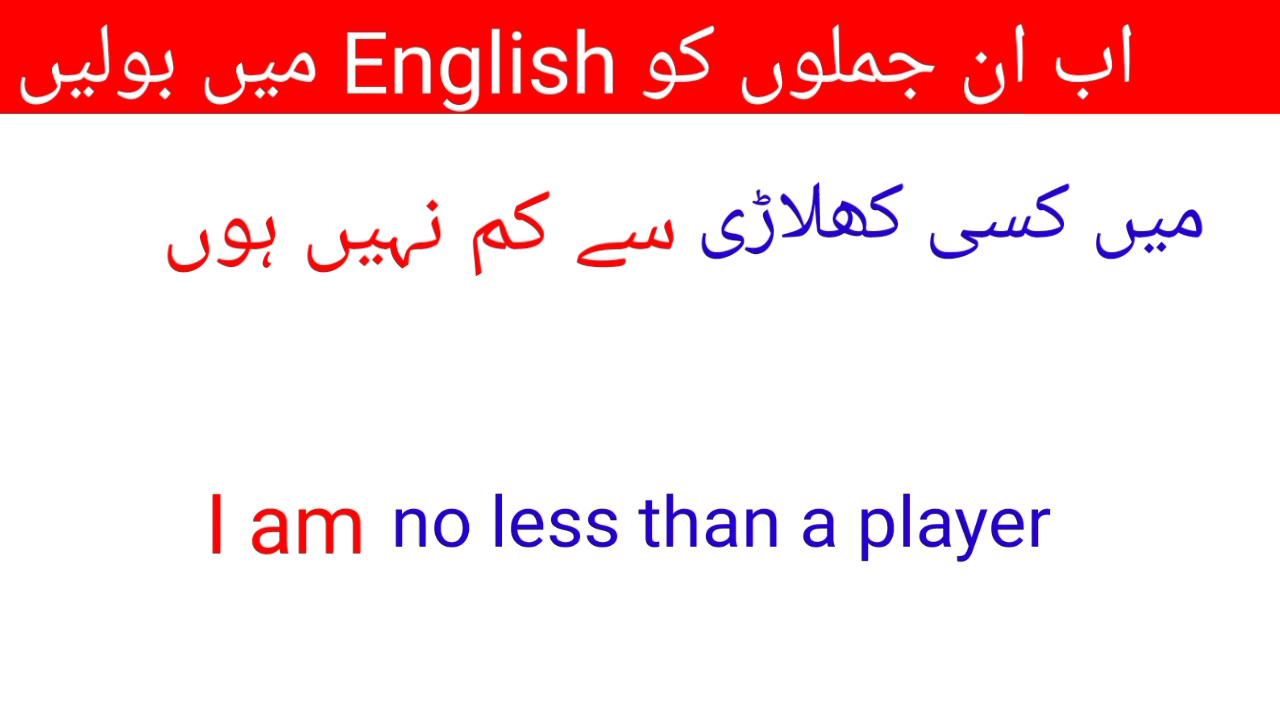 اب ان جملوں کو English میں بولیں
میں کسی کھلاڑی سے کم نہیں ہوں
I am no less than a player